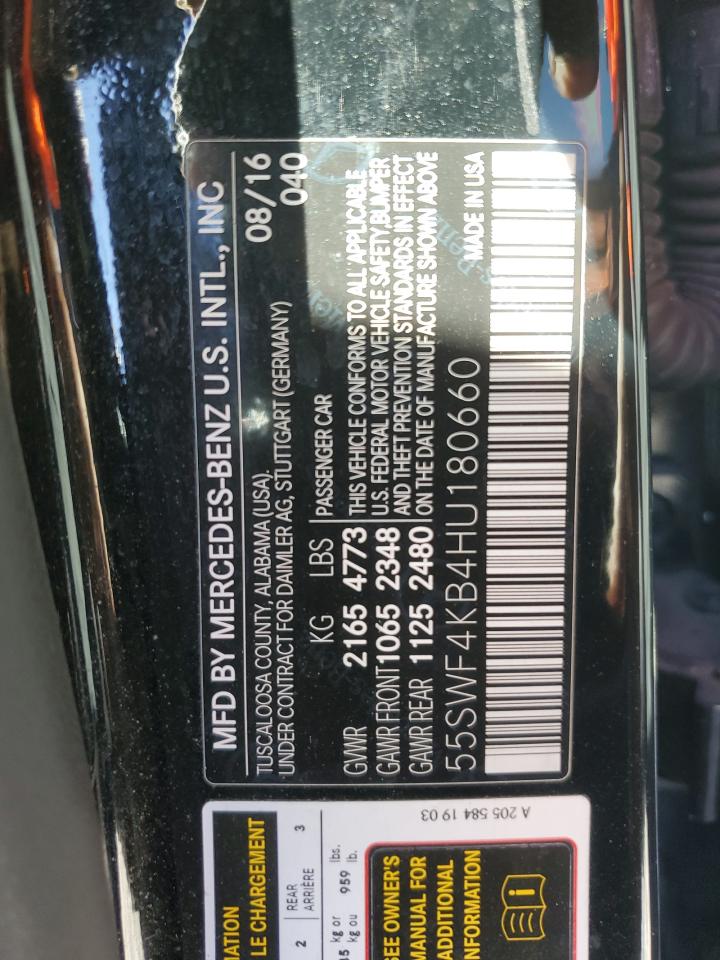 MFD BY MERCEDES-BENZ U.S. INTL., INC
TUSCALOOSA COUNTY, ALABAMA (USA). 08/16
UNDER CONTRACT FOR DAIMLER AG, STUTTGART (GERMANY) 040
KG LBS PASSENGER CAR
GVWR 2165 4773 THIS VEHICLE CONFORMS TO ALL APPLICABLE
GAWR FRONT 1065 2348 U.S. FEDERAL MOTOR VEHICLE SAFETY, BUMPER
GAWR REAR 1125 2480 AND THEFT PREVENTION STANDARDS IN EFFECT
ON THE DATE OF MANUFACTURE SHOWN ABOVE
55SWF4KB4HU180660 MADE IN USA
LE CHARGEMENT
2 REAR 3
ARRIÈRE
kg or 959 lbs.
kg ou lb.
SEE OWNER'S
MANUAL FOR
ADDITIONAL
INFORMATION
A 205 584 19 03